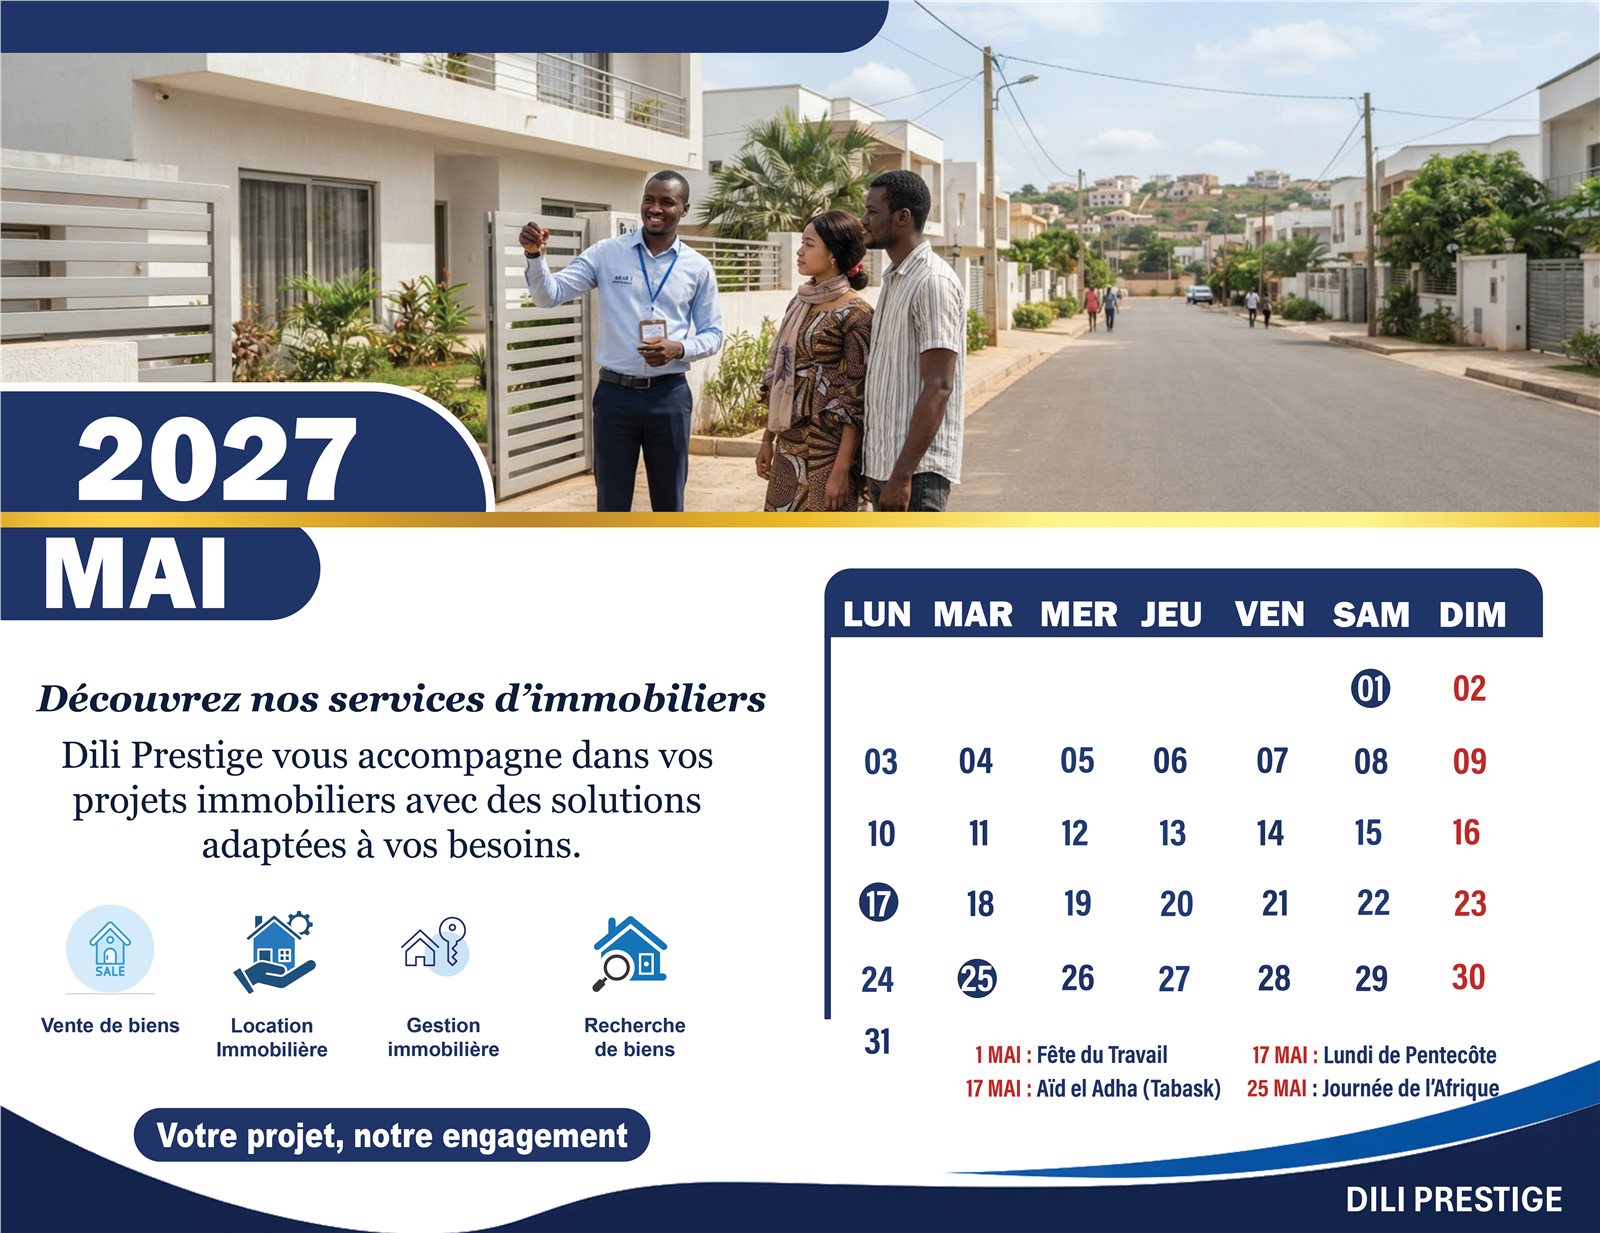 2027
MAI
Découvrez nos services d’immobiliers
Dili Prestige vous accompagne dans vos
projets immobiliers avec des solutions
adaptées à vos besoins.
SALE
Vente de biens
Location
Immobilière
Gestion
immobilière
Recherche
de biens
Votre projet, notre engagement
LUN MAR MER JEU VEN SAM DIM
01 02
03 04 05 06 07 08 09
10 11 12 13 14 15 16
17 18 19 20 21 22 23
24 25 26 27 28 29 30
31
1 MAI : Fête du Travail 17 MAI : Lundi de Pentecôte
17 MAI : Aïd el Adha (Tabask) 25 MAI : Journée de l’Afrique
DILI PRESTIGE